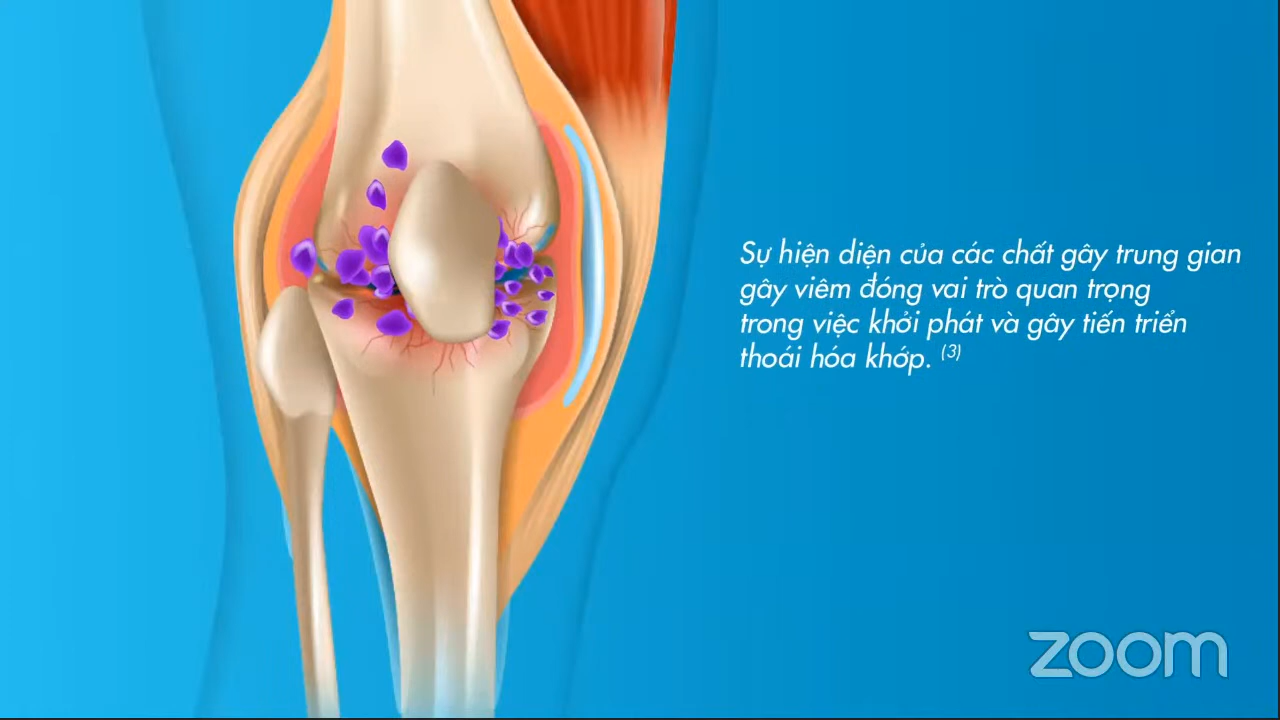 Sự hiện diện của các chất gây trung gian
gây viêm đóng vai trò quan trọng
trong việc khởi phát và gây tiến triển
thoái hóa khớp. (3)
zoom